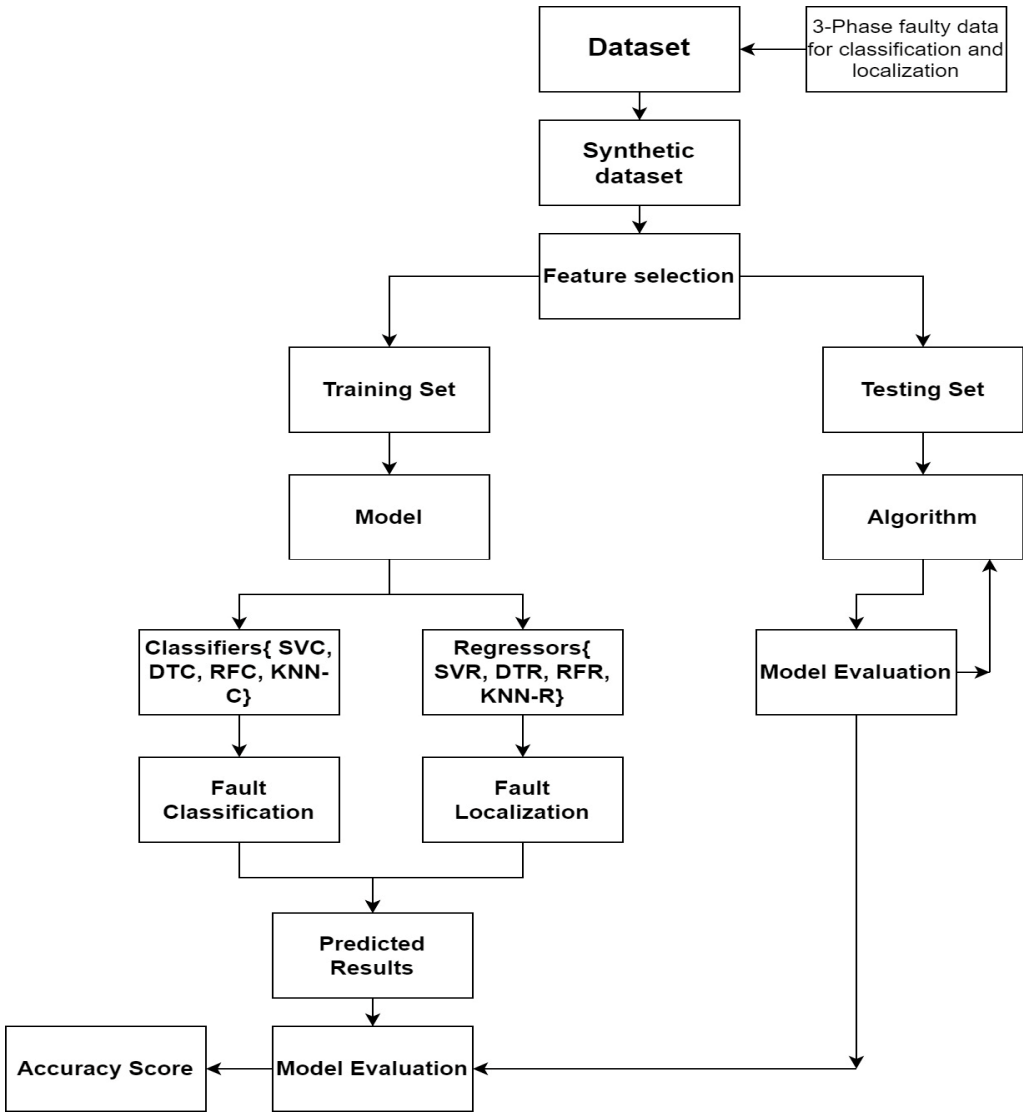 Dataset
3-Phase faulty data
for classification and
localization
Synthetic
dataset
Feature selection
Training Set
Testing Set
Model
Algorithm
Classifiers{ SVC,
DTC, RFC, KNN-
C}
Regressors{
SVR, DTR, RFR,
KNN-R}
Model Evaluation
Fault
Classification
Fault
Localization
Predicted
Results
Accuracy Score
Model Evaluation